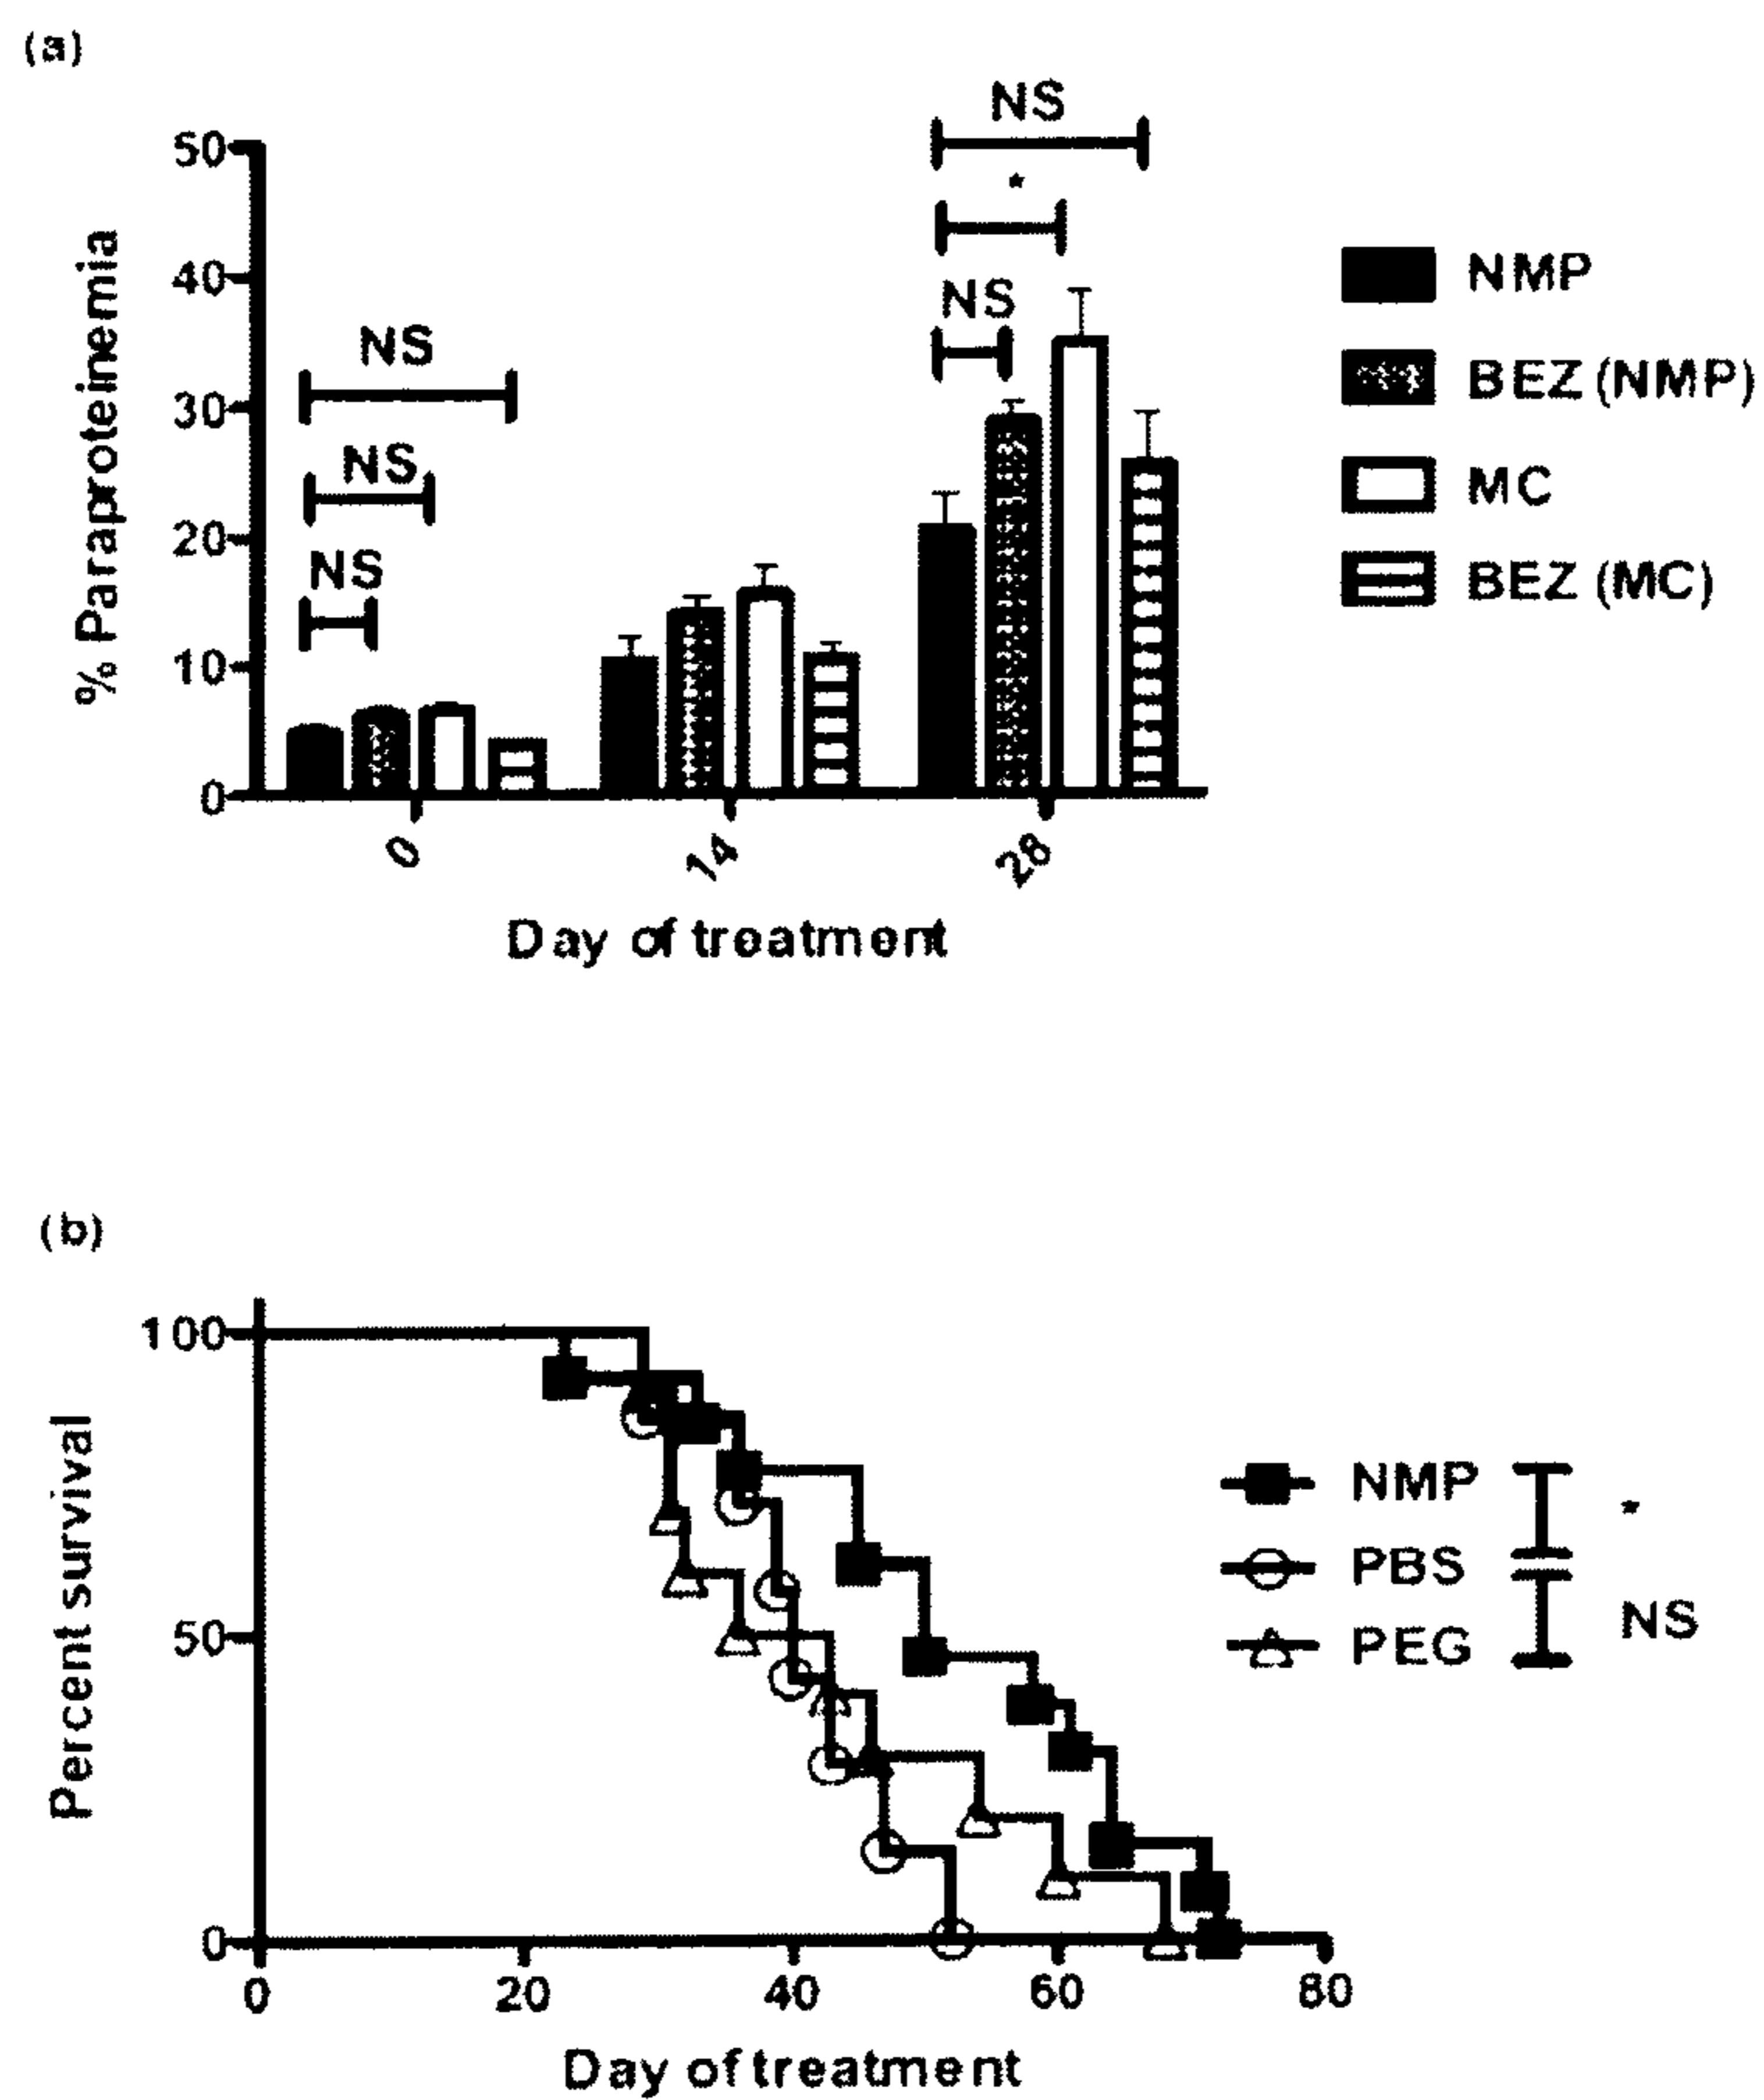 (a)
NS
50
*
40
NS
NMP
BEZ (NMP)
MC
BEZ (MC)
NS
30
NS
20
NS
10
0
% Paraproteinemia
0
14
28
Day of treatment
(b)
100
50
0
Percent survival
NMP
PBS
PEG
*
NS
0
20
40
60
80
Day of treatment